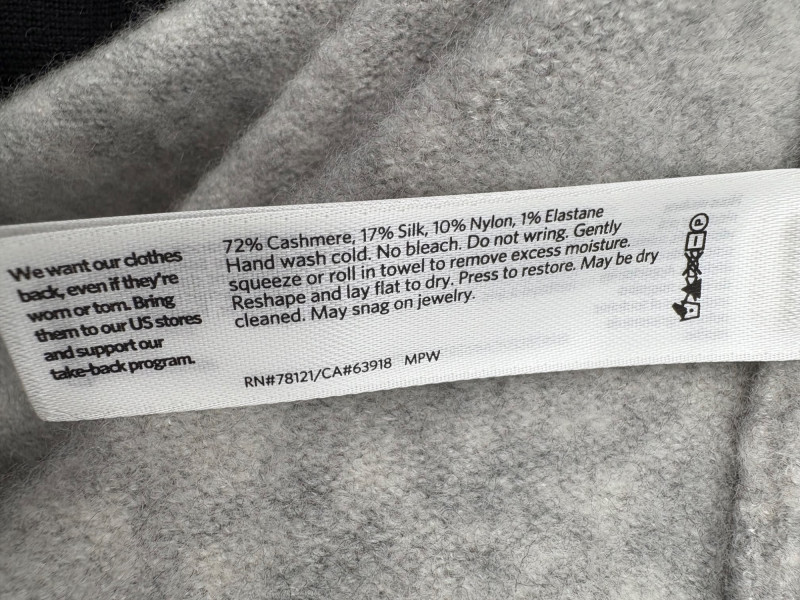 We want our clothes
back, even if they're
worn or torn. Bring
them to our US stores
and support our
take-back program.
72% Cashmere, 17% Silk, 10% Nylon, 1% Elastane
Hand wash cold. No bleach. Do not wring. Gently
squeeze or roll in towel to remove excess moisture.
Reshape and lay flat to dry. Press to restore. May be dry
cleaned. May snag on jewelry.
RN#78121/CA#63918 MPW
P